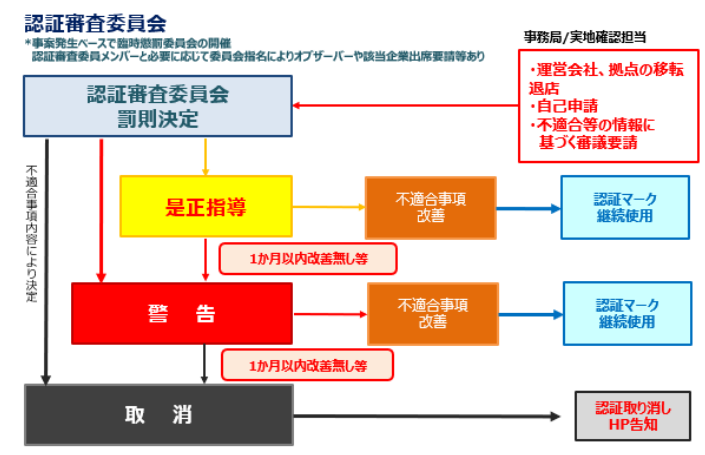 認証審査委員会
*事案発生ベースで臨時懲罰委員会の開催
認証審査委員メンバーと必要に応じて委員会指名によりオブザーバーや該当企業出席要請等あり
事務局/実地確認担当
・運営会社、拠点の移転
退店
・自己申請
・不適合等の情報に
基づく審議要請
認証審査委員会
罰則決定
不適合事項内容により決定
是正指導
不適合事項
改善
認証マーク
継続使用
1か月以内改善無し等
警 告
不適合事項
改善
認証マーク
継続使用
1か月以内改善無し等
取 消
認証取り消し
HP告知